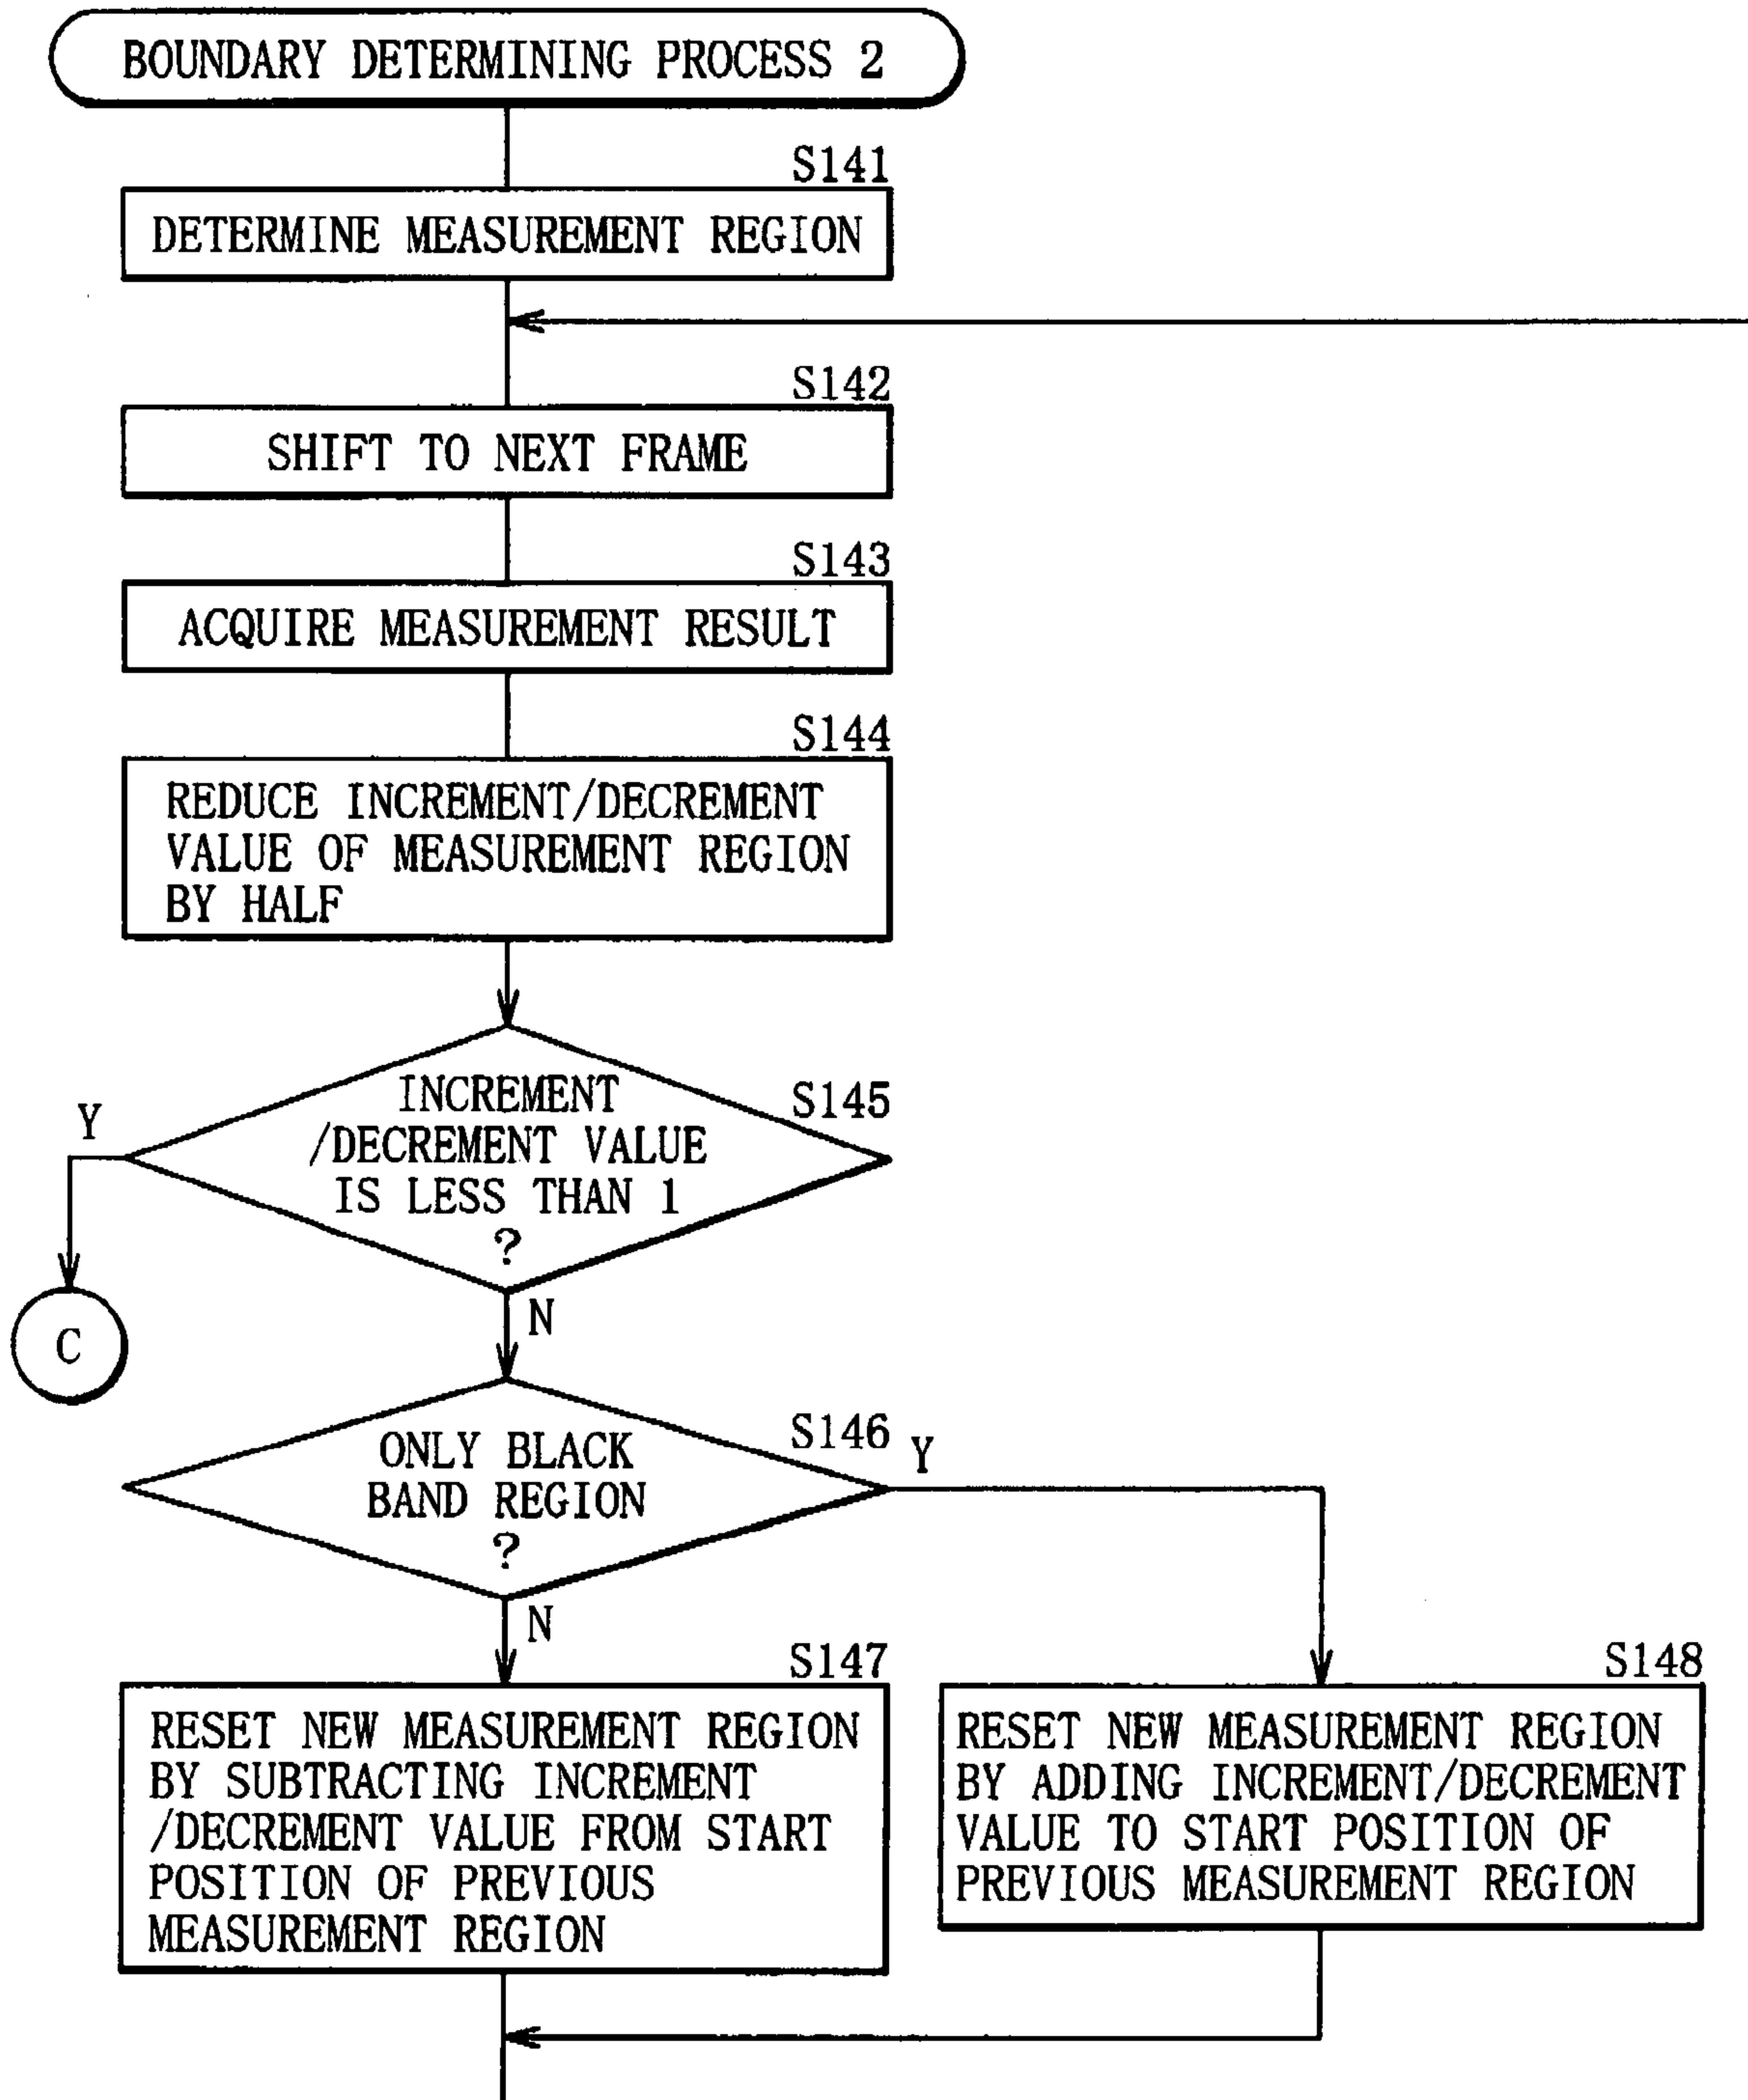 BOUNDARY DETERMINING PROCESS 2
S141
DETERMINE MEASUREMENT REGION
S142
SHIFT TO NEXT FRAME
S143
ACQUIRE MEASUREMENT RESULT
S144
REDUCE INCREMENT/DECREMENT
VALUE OF MEASUREMENT REGION
BY HALF
S145
INCREMENT
/DECREMENT VALUE
IS LESS THAN 1
?
Y
N
C
S146
ONLY BLACK
BAND REGION
?
Y
N
S147
RESET NEW MEASUREMENT REGION
BY SUBTRACTING INCREMENT
/DECREMENT VALUE FROM START
POSITION OF PREVIOUS
MEASUREMENT REGION
S148
RESET NEW MEASUREMENT REGION
BY ADDING INCREMENT/DECREMENT
VALUE TO START POSITION OF
PREVIOUS MEASUREMENT REGION